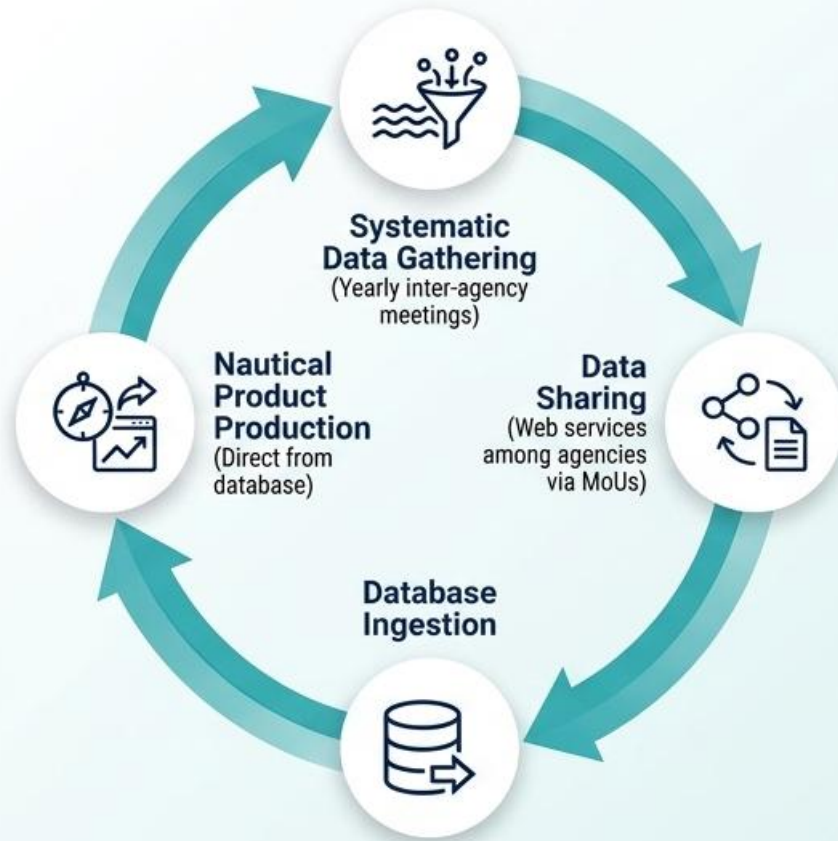 Systematic
Data Gathering
(Yearly inter-agency
meetings)
Nautical
Product
Production
(Direct from
database)
Data
Sharing
(Web services
among agencies
via MoUs)
Database
Ingestion